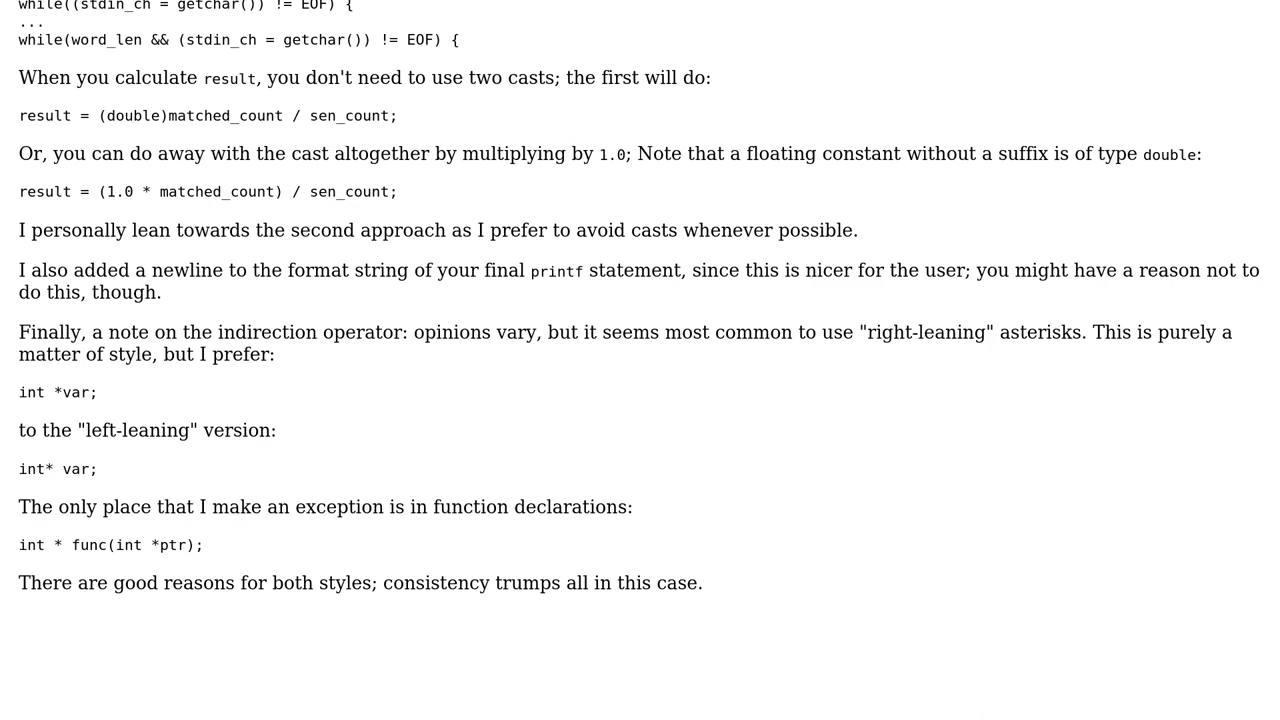 while((stdin_ch = getchar()) != EOF) {
...
while(word_len && (stdin_ch = getchar()) != EOF) {
When you calculate result, you don't need to use two casts; the first will do:
result = (double)matched_count / sen_count;
Or, you can do away with the cast altogether by multiplying by 1.0; Note that a floating constant without a suffix is of type double:
result = (1.0 * matched_count) / sen_count;
I personally lean towards the second approach as I prefer to avoid casts whenever possible.
I also added a newline to the format string of your final printf statement, since this is nicer for the user; you might have a reason not to
do this, though.
Finally, a note on the indirection operator: opinions vary, but it seems most common to use "right-leaning" asterisks. This is purely a
matter of style, but I prefer:
int *var;
to the "left-leaning" version:
int* var;
The only place that I make an exception is in function declarations:
int * func(int *ptr);
There are good reasons for both styles; consistency trumps all in this case.